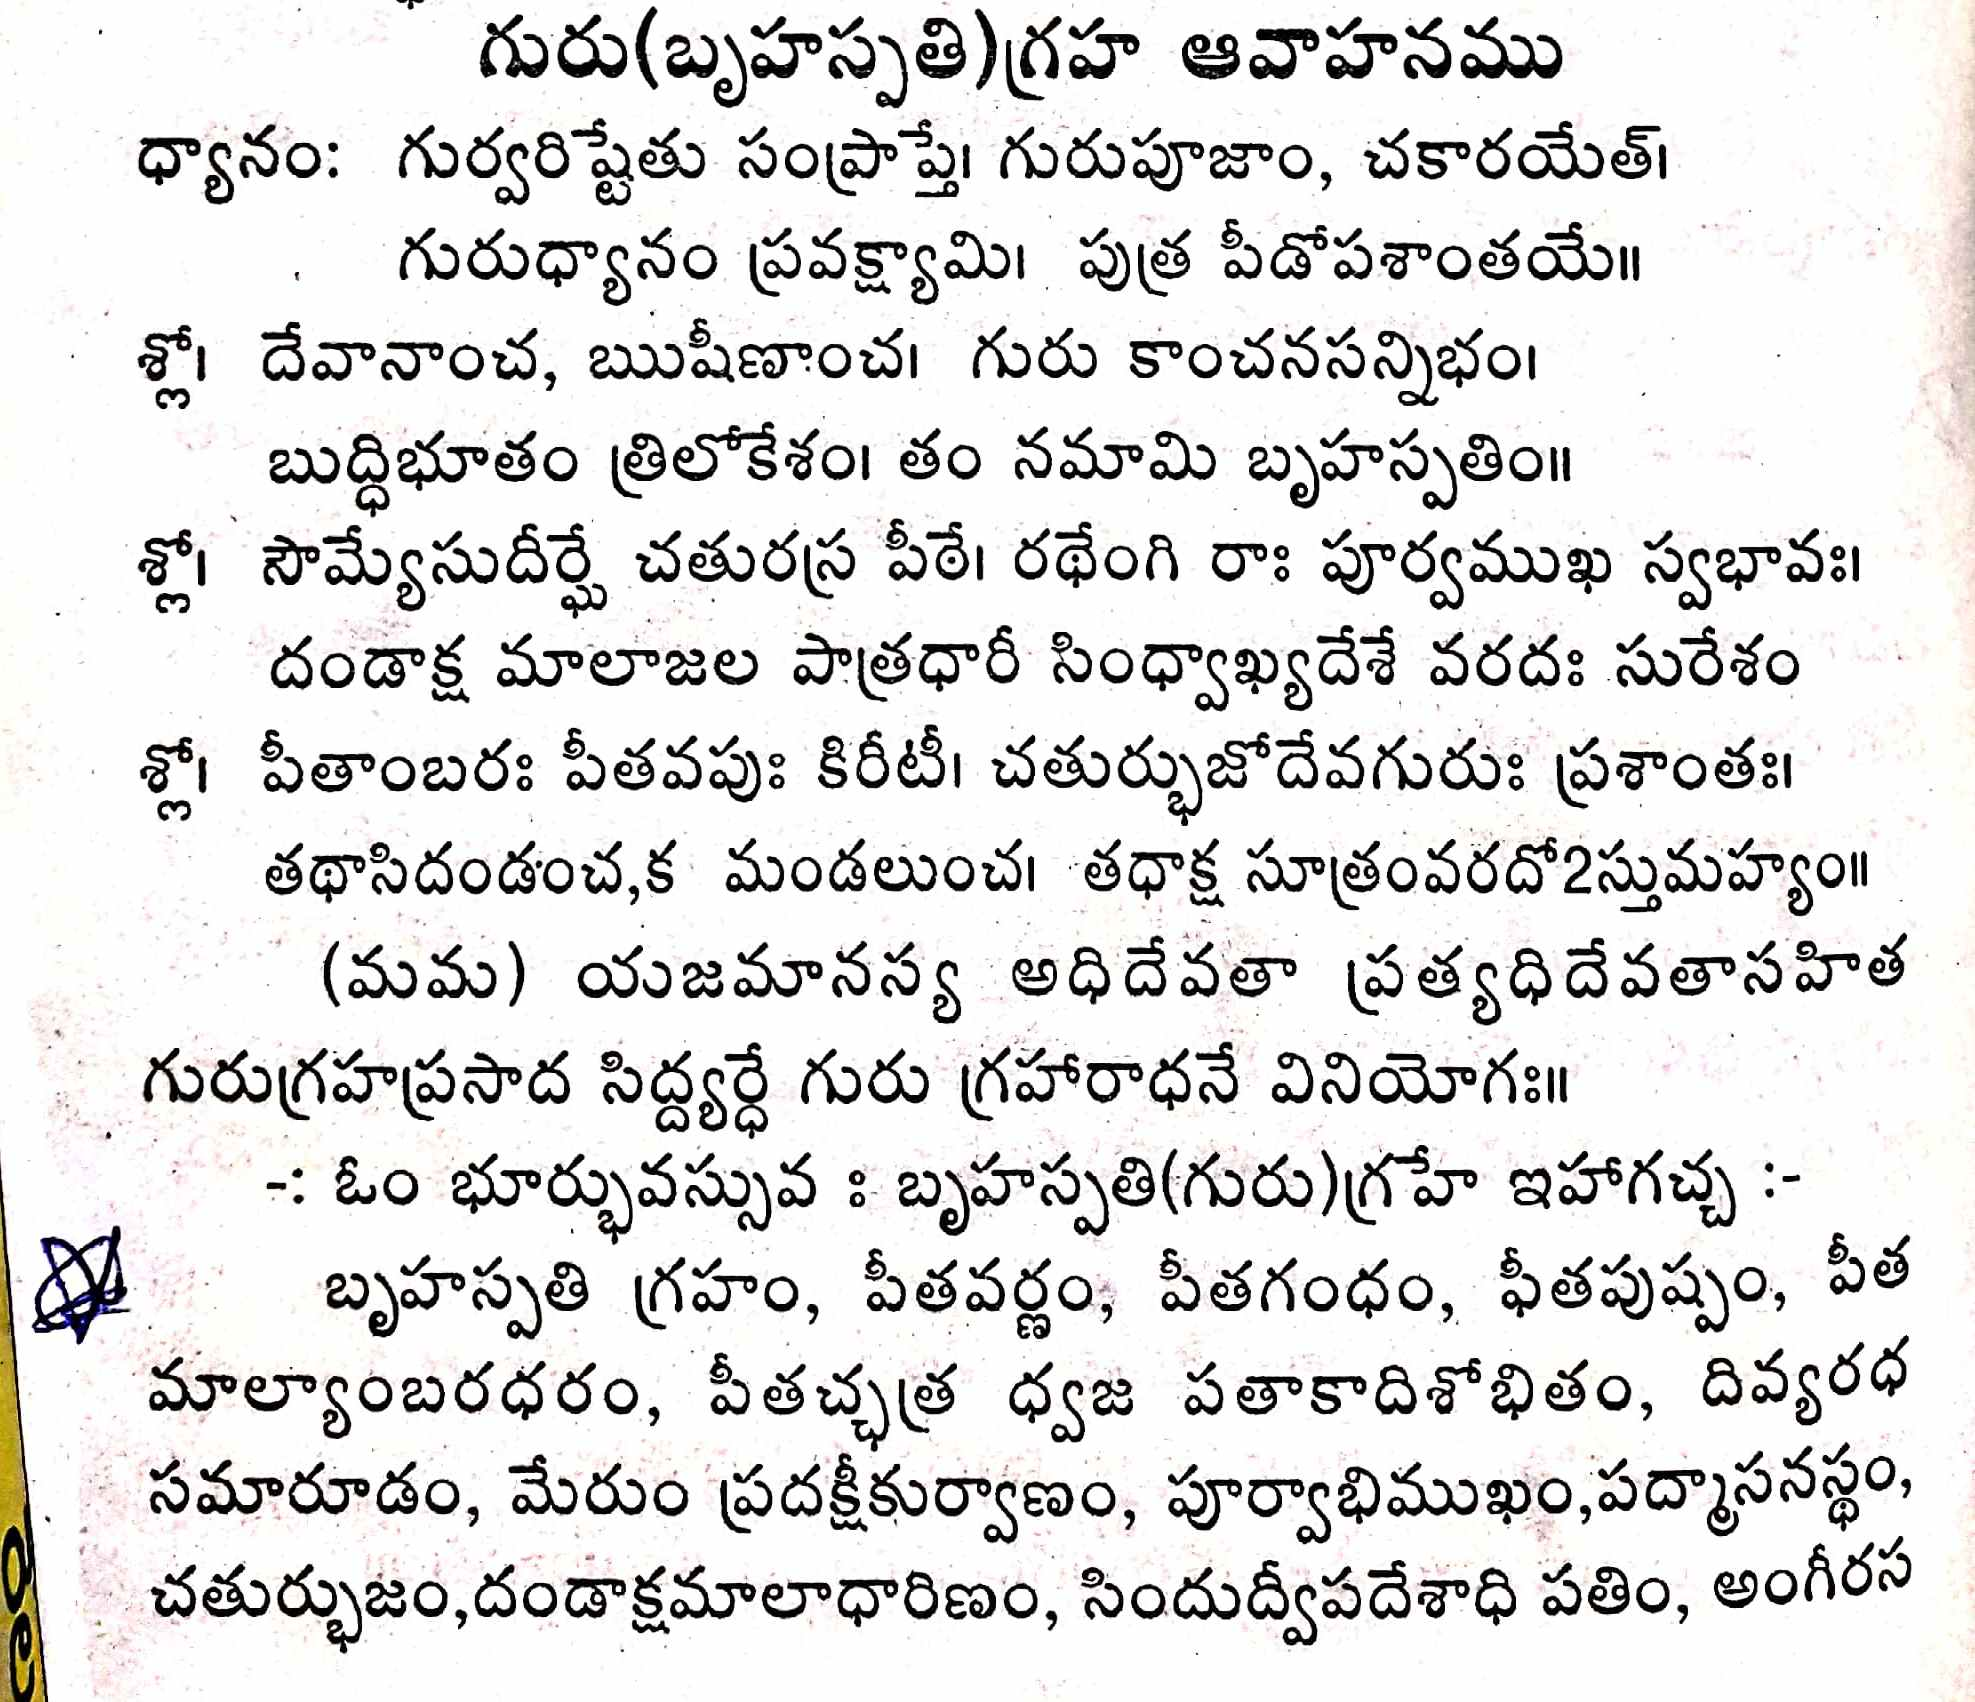 గురు(బృహస్పతి)గ్రహ ఆవాహనము
ధ్యానం: గుర్వరిష్టేతు సంప్రాప్తే। గురుపూజాం, చకారయేత్।
గురుధ్యానం ప్రవక్ష్యామి। పుత్ర పీడోపశాంతయే॥
శ్లో। దేవానాంచ, ఋషీణాంచ। గురు కాంచనసన్నిభం।
బుద్ధిభూతం త్రిలోకేశం। తం నమామి బృహస్పతిం॥
శ్లో। సౌమ్యేసుదీర్ఘే చతురస్ర పీఠే। రథేంగి రాః పూర్వముఖ స్వభావః।
దండాక్ష మాలాజల పాత్రధారీ సింధ్వాఖ్యదేశే వరదః సురేశం
శ్లో। పీతాంబరః పీతవపుః కిరీటీ। చతుర్భుజోదేవగురుః ప్రశాంతః।
తథాసిదండంచ,క మండలుంచ। తధాక్ష సూత్రంవరదో2స్తుమహ్యం॥
(మమ) యజమానస్య అధిదేవతా ప్రత్యధిదేవతాసహిత
గురుగ్రహప్రసాద సిద్ధ్యర్ధే గురు గ్రహారాధనే వినియోగః॥
-: ఓం భూర్భువస్సువ ః బృహస్పతి(గురు)గ్రహే ఇహాగచ్ఛ :-
బృహస్పతి గ్రహం, పీతవర్ణం, పీతగంధం, ఫీతపుష్పం, పీత
మాల్యాంబరధరం, పీతచ్ఛత్ర ధ్వజ పతాకాదిశోభితం, దివ్యరధ
సమారూడం, మేరుం ప్రదక్షీకుర్వాణం, పూర్వాభిముఖం,పద్మాసనస్థం,
చతుర్భుజం,దండాక్షమాలాధారిణం, సిందుద్వీపదేశాధి పతిం, అంగీరస